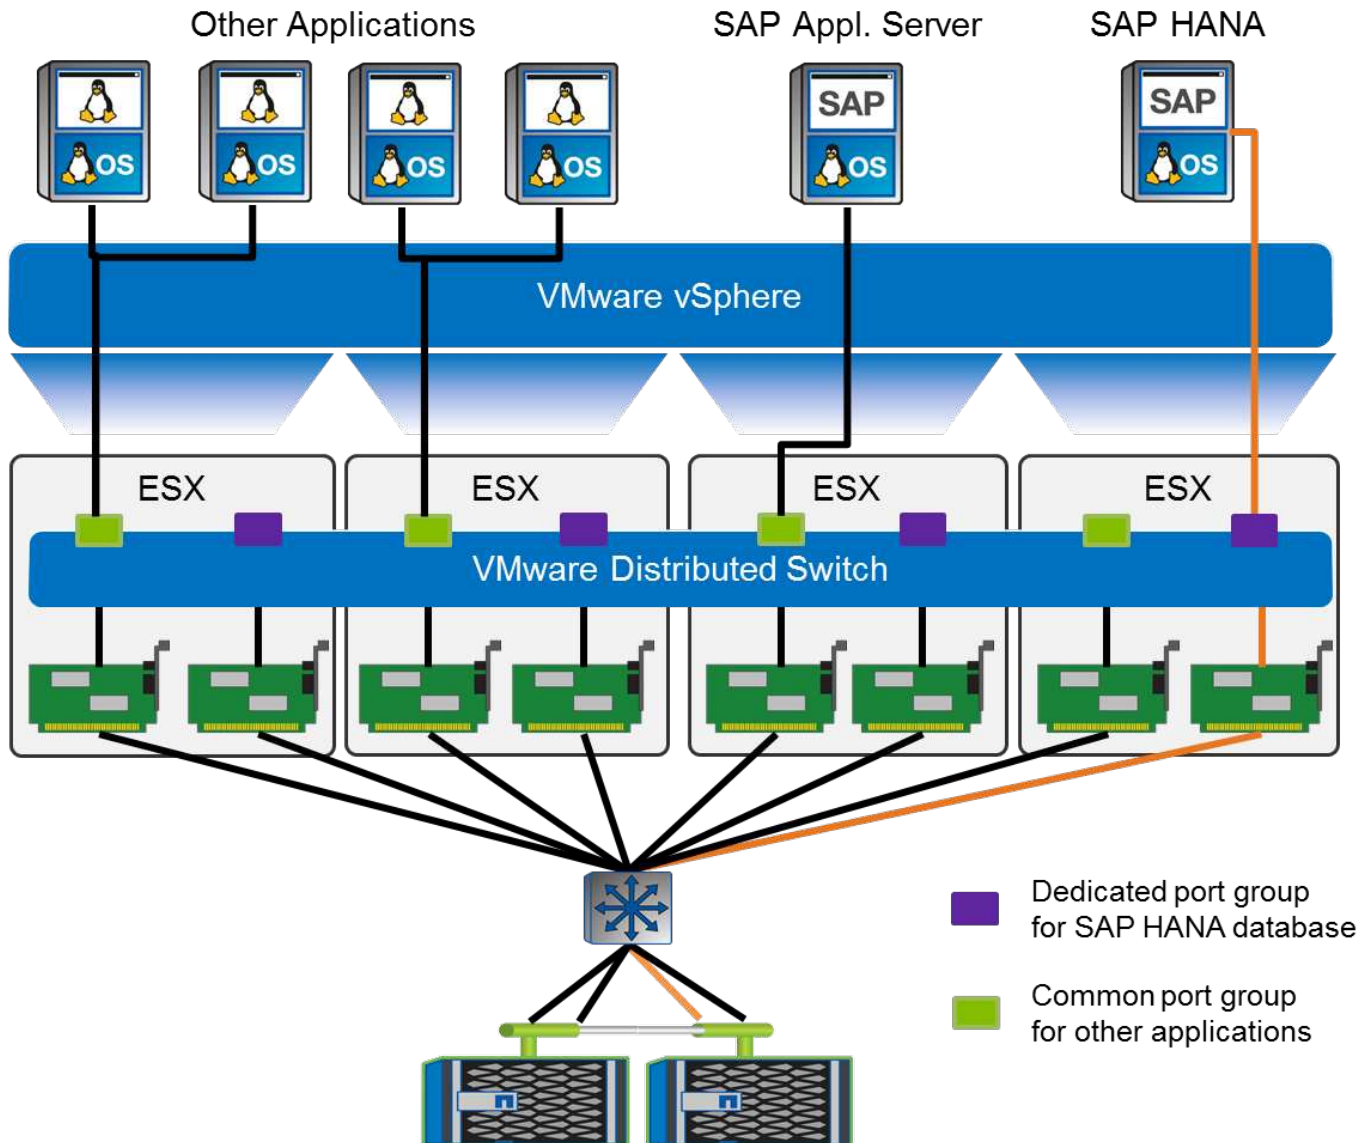 Other Applications
SAP Appl. Server
SAP HANA
SAP
SAP
OS
OS
OS
OS
OS
OS
VMware vSphere
ESX
ESX
ESX
ESX
VMware Distributed Switch
Dedicated port group
for SAP HANA database
Common port group
for other applications